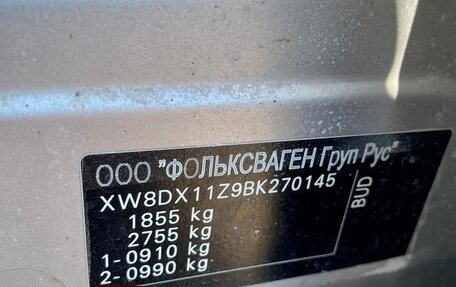 ООО "ФОЛЬКСВАГЕН Груп Рус"
XW8DX11Z9BK270145
1855 kg
2755 kg
1- 0910 kg
2- 0990 kg
BUD